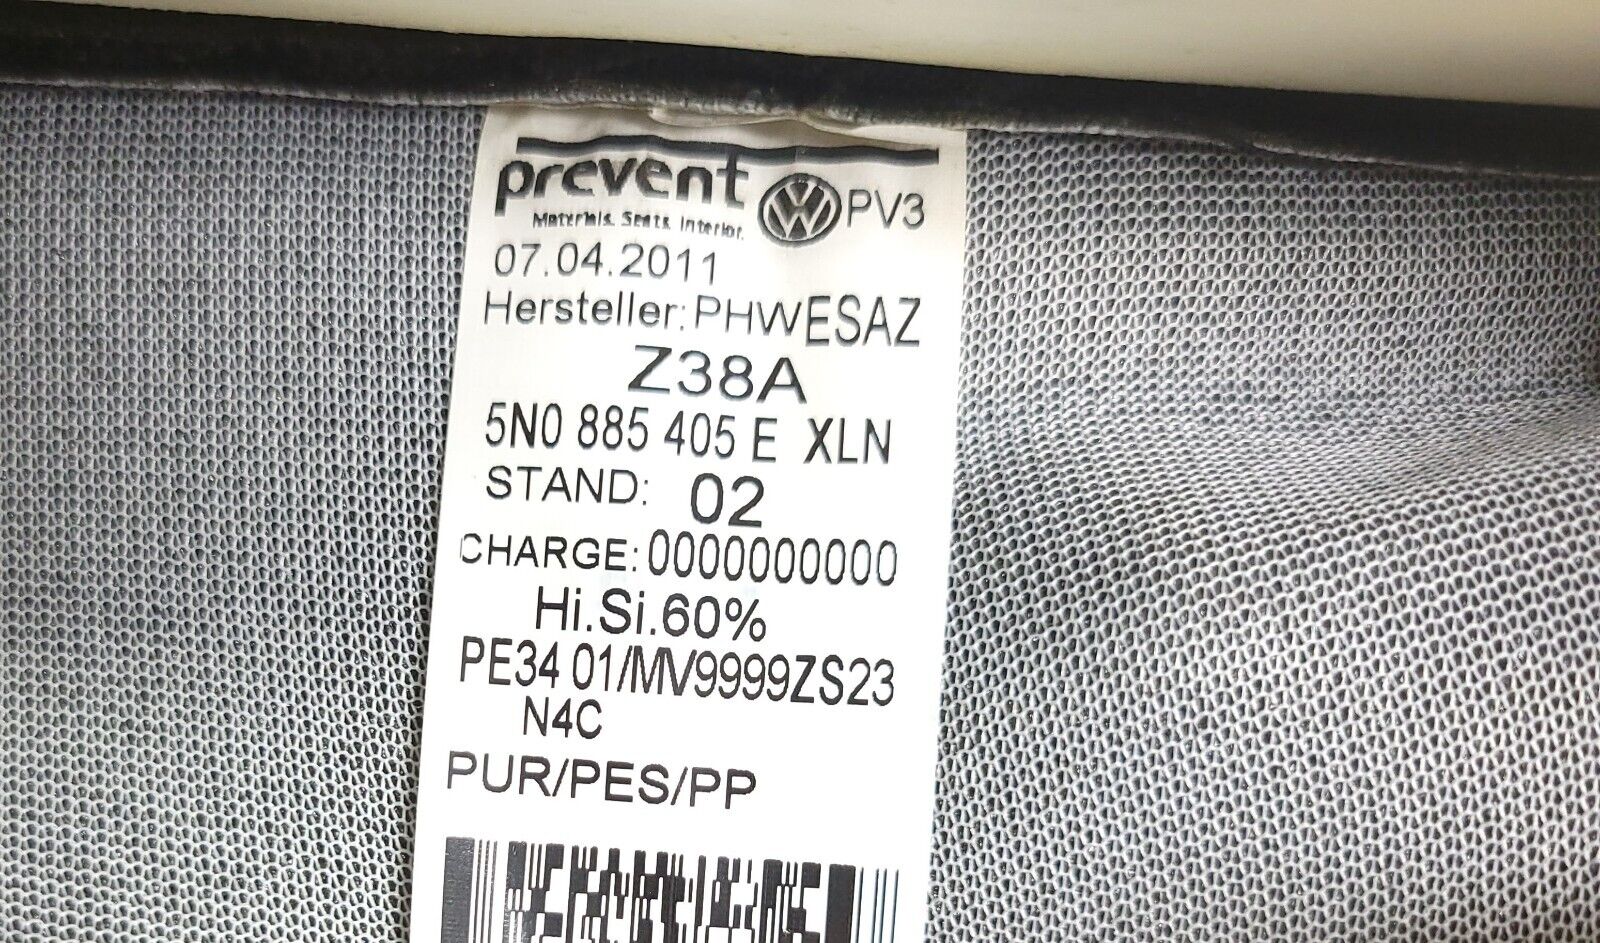 prevent
Materials. Seats. Interior.
PV3
07.04.2011
Hersteller: PHWESAZ
Z38A
5N0 885 405 E XLN
STAND: 02
CHARGE: 0000000000
Hi.Si.60%
PE34 01/MV9999ZS23
N4C
PUR/PES/PP